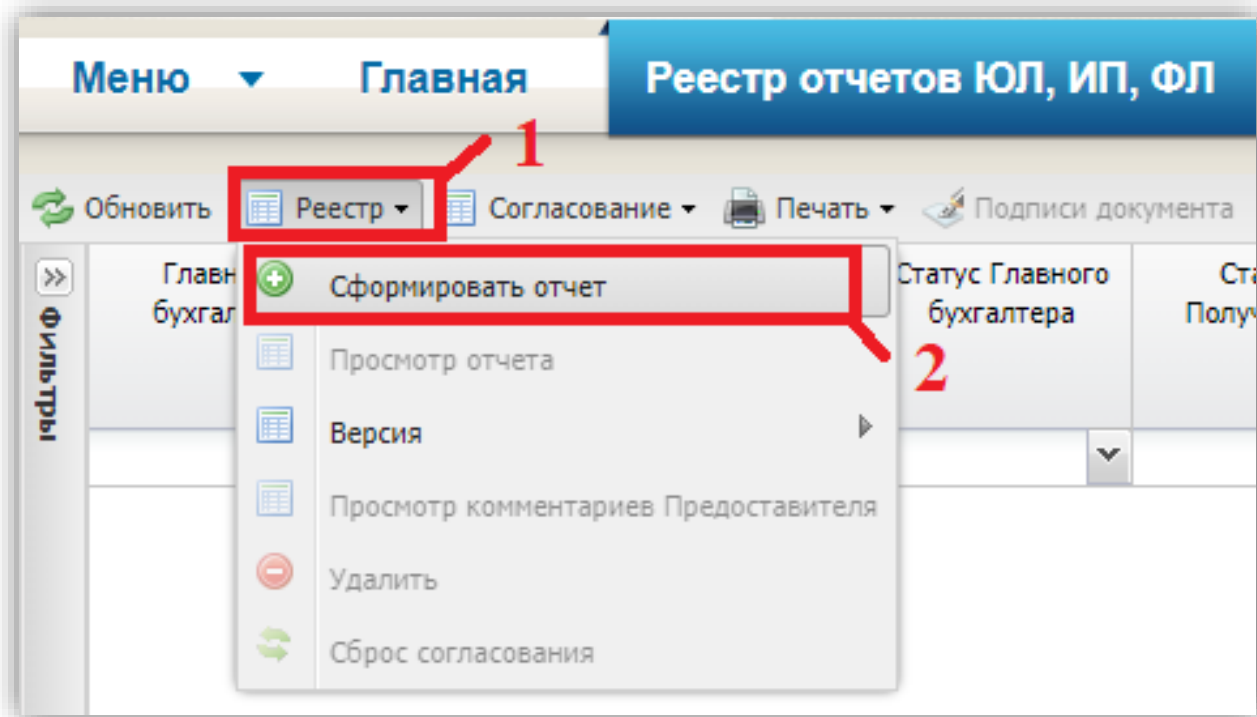 Меню Главная Реестр отчетов ЮЛ, ИП, ФЛ
1
Обновить Реестр Согласование Печать Подписи документа
Фильтры
Статус Главного
бухгалтера
Сформировать отчет
2
Просмотр отчета
Версия
Просмотр комментариев Предоставителя
Удалить
Сброс согласования